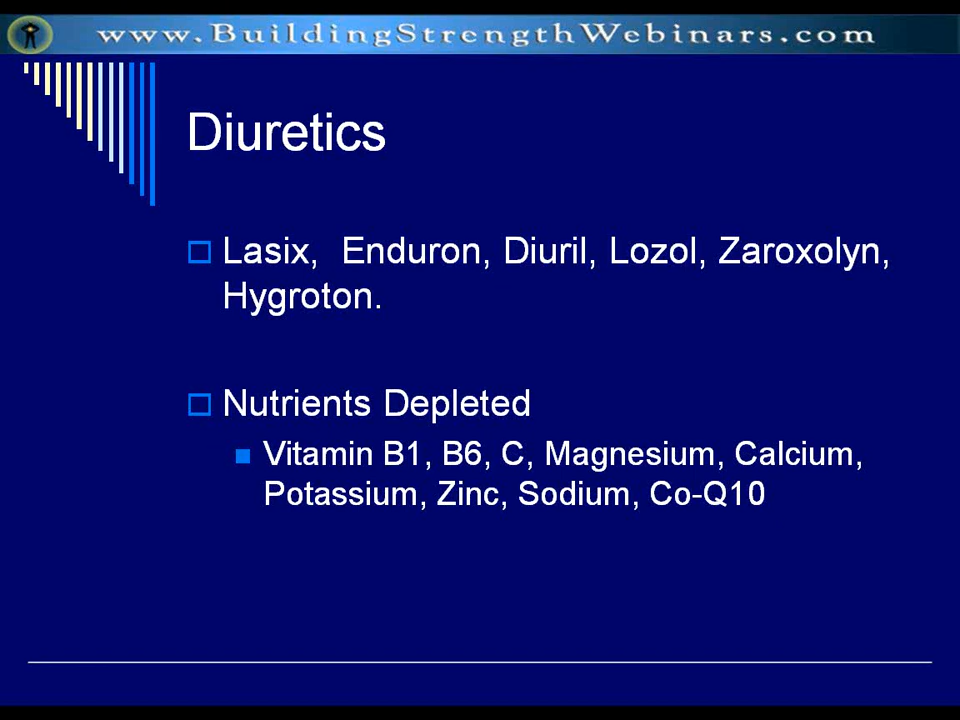 www.BuildingStrengthWebinars.com
Diuretics
Lasix,  Enduron, Diuril, Lozol, Zaroxolyn,
Hygroton.
Nutrients Depleted
Vitamin B1, B6, C, Magnesium, Calcium,
Potassium, Zinc, Sodium, Co-Q10